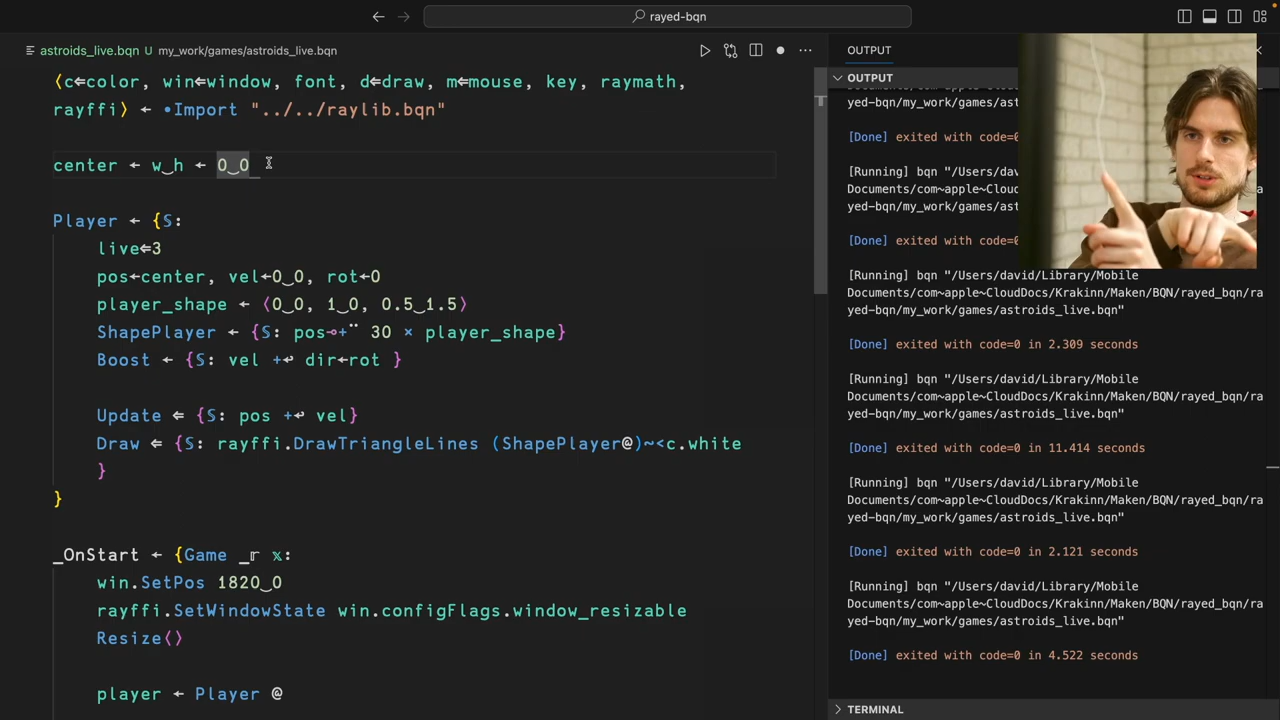 rayed-bqn
astroids_live.bqn U my_work/games/astroids_live.bqn
OUTPUT
⟨c⇐color, win⇐window, font, d⇐draw, m⇐mouse, key, raymath,
rayffi⟩ ← •Import "../../raylib.bqn"
center ← w‿h ← 0‿0_
Player ← {𝕊:
live⇐3
pos←center, vel←0‿0, rot←0
player_shape ← ⟨0‿0, 1‿0, 0.5‿1.5⟩
ShapePlayer ← {𝕊: pos⊸+¨ 30 × player_shape}
Boost ← {𝕊: vel +↩ dir←rot }
Update ⇐ {𝕊: pos +↩ vel}
Draw ⇐ {𝕊: rayffi.DrawTriangleLines (ShapePlayer@)∾<c.white
}
}
_OnStart ← {Game _𝕣 𝕩:
win.SetPos 1820‿0
rayffi.SetWindowState win.configFlags.window_resizable
Resize⟨⟩
player ← Player @
OUTPUT
yed-bqn/my_work/games/ast
[Done] exited with code=0
[Running] bqn "/Users/davi
Documents/com~apple~CloudD
yed-bqn/my_work/games/ast
[Done] exited with code=0
[Running] bqn "/Users/david/Library/Mobile
Documents/com~apple~CloudDocs/Krakinn/Maken/BQN/rayed_bqn/ra
yed-bqn/my_work/games/astroids_live.bqn"
[Done] exited with code=0 in 2.309 seconds
[Running] bqn "/Users/david/Library/Mobile
Documents/com~apple~CloudDocs/Krakinn/Maken/BQN/rayed_bqn/ra
yed-bqn/my_work/games/astroids_live.bqn"
[Done] exited with code=0 in 11.414 seconds
[Running] bqn "/Users/david/Library/Mobile
Documents/com~apple~CloudDocs/Krakinn/Maken/BQN/rayed_bqn/ra
yed-bqn/my_work/games/astroids_live.bqn"
[Done] exited with code=0 in 2.121 seconds
[Running] bqn "/Users/david/Library/Mobile
Documents/com~apple~CloudDocs/Krakinn/Maken/BQN/rayed_bqn/ra
yed-bqn/my_work/games/astroids_live.bqn"
[Done] exited with code=0 in 4.522 seconds
TERMINAL